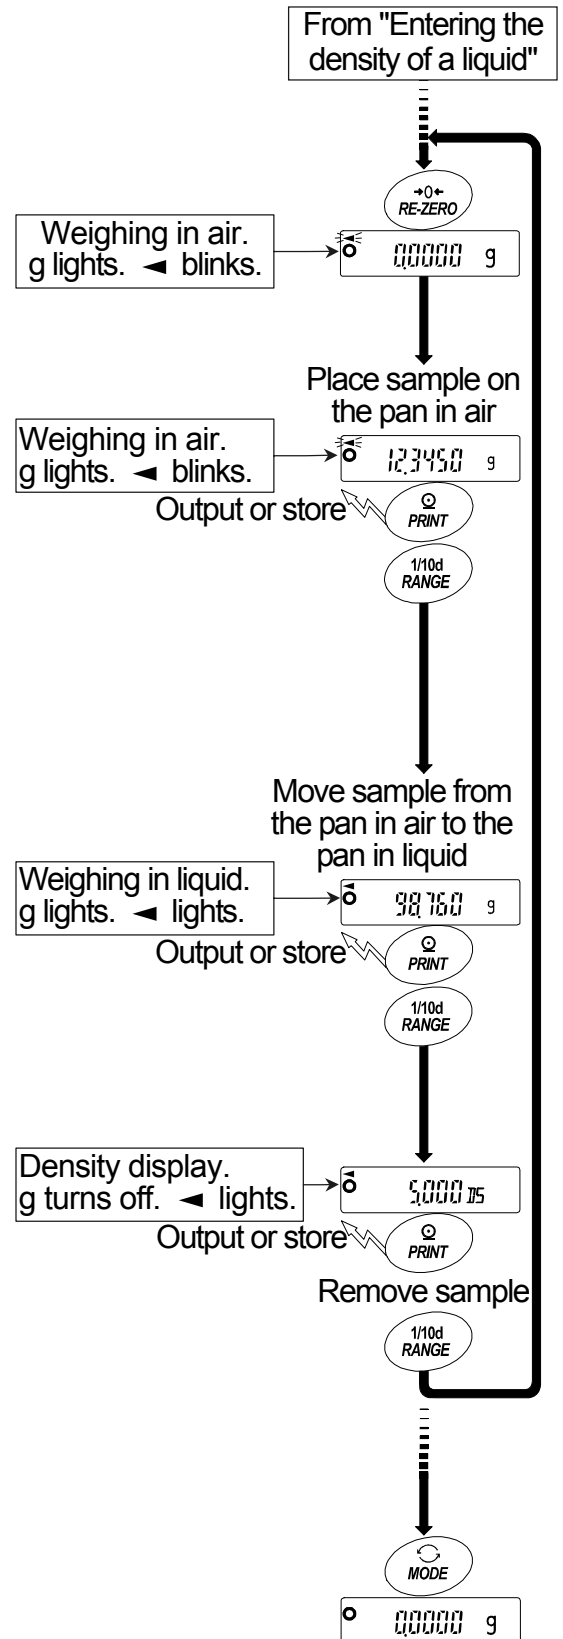 From "Entering the
density of a liquid"
→0←
RE-ZERO
Weighing in air.
g lights. ◄ blinks.
0.0000 g
Place sample on
the pan in air
Weighing in air.
g lights. ◄ blinks.
12.3450 g
Output or store
PRINT
1/10d
RANGE
Move sample from
the pan in air to the
pan in liquid
Weighing in liquid.
g lights. ◄ lights.
98.760 g
Output or store
PRINT
1/10d
RANGE
Density display.
g turns off. ◄ lights.
5.000 DS
Output or store
PRINT
Remove sample
1/10d
RANGE
MODE
0.0000 g